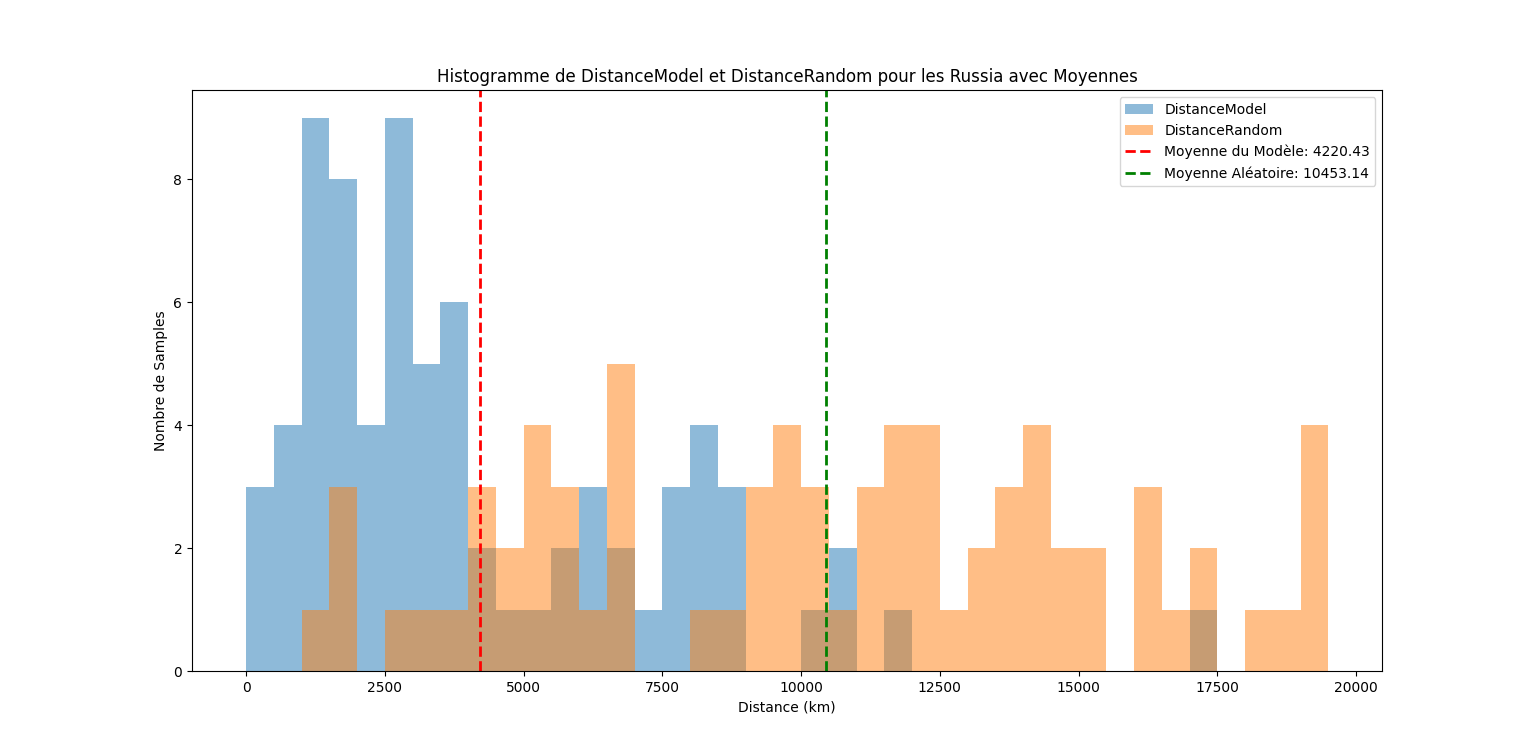 Histogramme de DistanceModel et DistanceRandom pour les Russia avec Moyennes
DistanceModel
DistanceRandom
Moyenne du Modèle: 4220.43
Moyenne Aléatoire: 10453.14
Nombre de Samples
8
6
4
2
0
0 2500 5000 7500 10000 12500 15000 17500 20000
Distance (km)